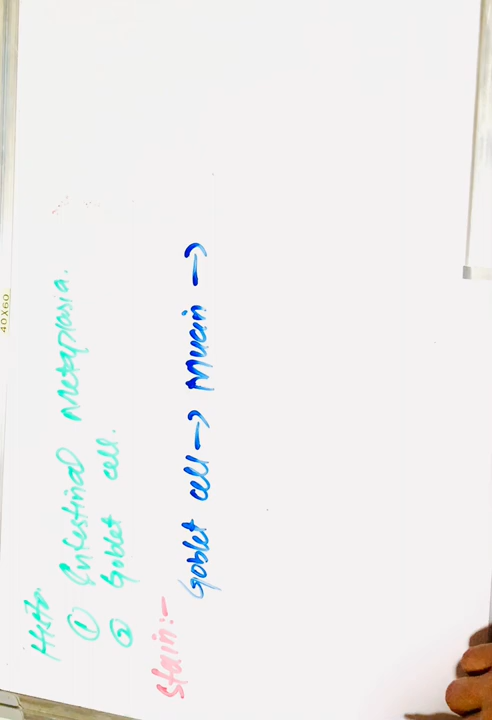 Histo
① Intestinal Metaplasia.
② Goblet cell.
Stain:-
Goblet cell → Mucin →
40X60